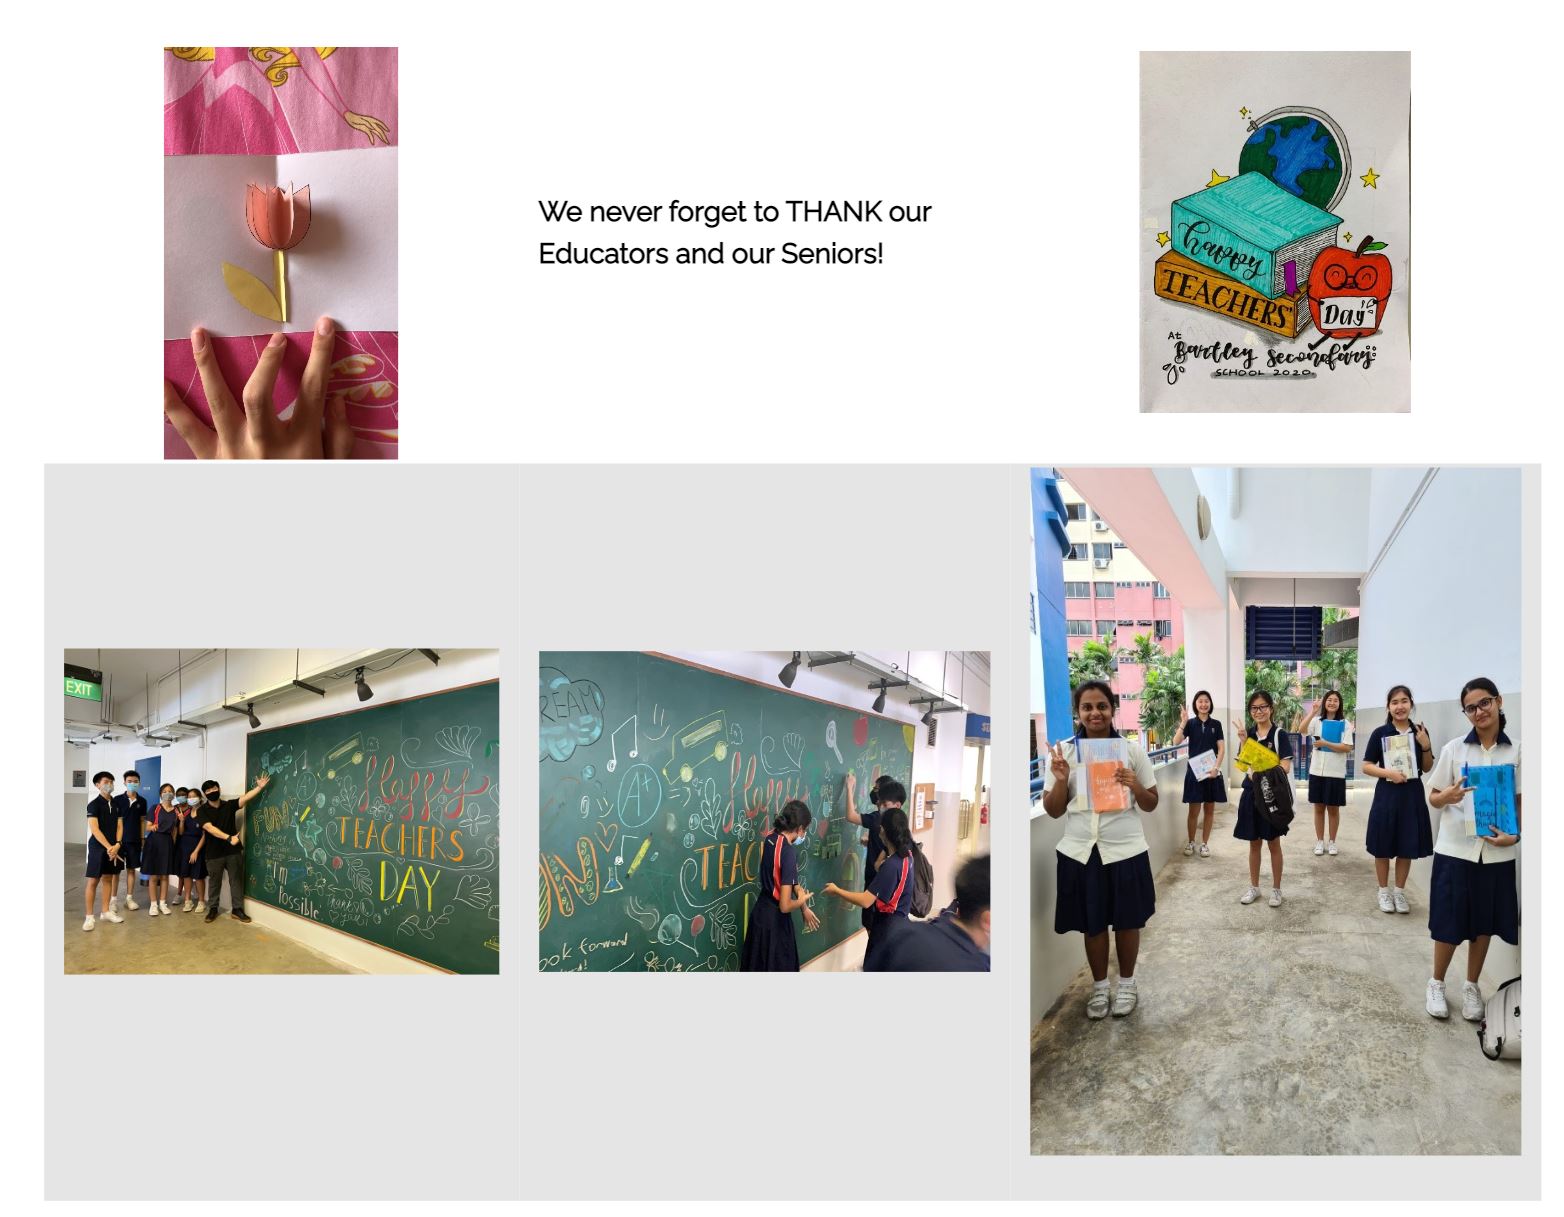 We never forget to THANK our
Educators and our Seniors!
happy
TEACHERS'
Day
At
Bartley Secondary
SCHOOL 2020
EXIT
FUN
Happy
TEACHERS
DAY
I'm
Possible
Thank
you
DREAM
A+
Happy
TEAC
look forward